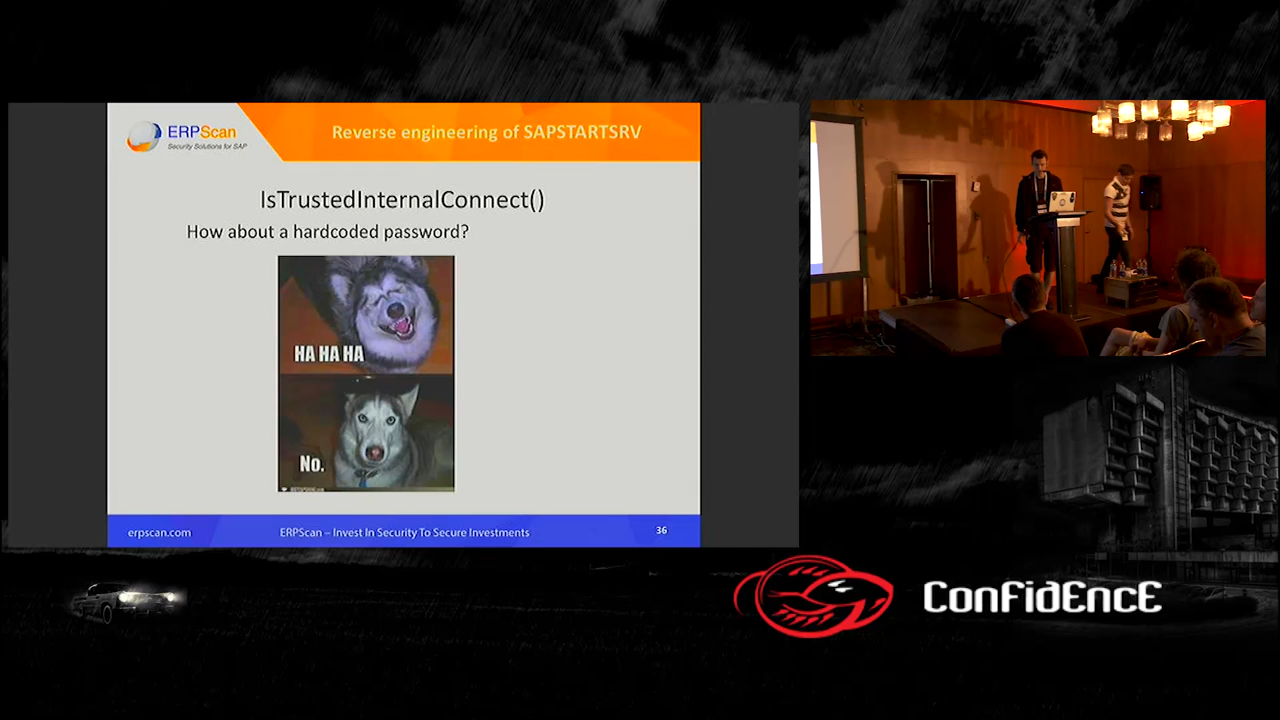 ERPScan
Security Solutions for SAP
Reverse engineering of SAPSTARTSRV
IsTrustedInternalConnect()
How about a hardcoded password?
HA HA HA
No.
erpscan.com
ERPScan – Invest In Security To Secure Investments
36
ConFidEncE